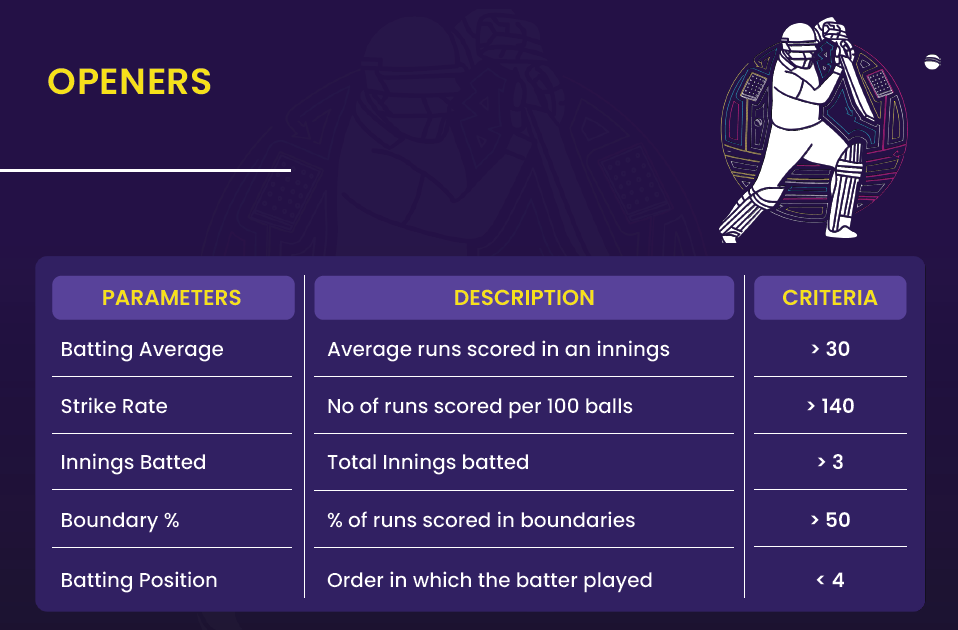 OPENERS
PARAMETERS DESCRIPTION CRITERIA
Batting Average Average runs scored in an innings > 30
Strike Rate No of runs scored per 100 balls > 140
Innings Batted Total Innings batted > 3
Boundary % % of runs scored in boundaries > 50
Batting Position Order in which the batter played < 4